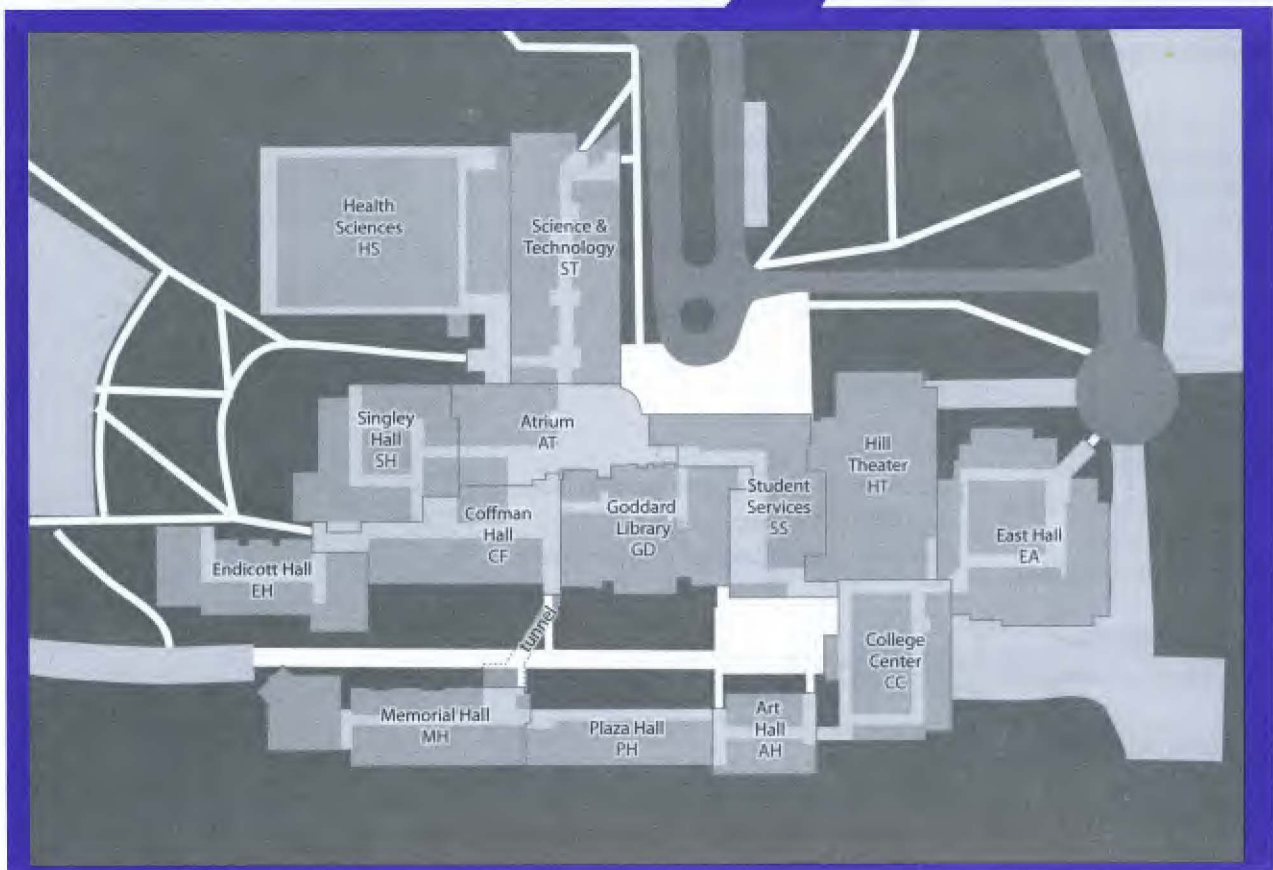 Health
Sciences
HS
Science &
Technology
ST
Singley
Hall
SH
Atrium
AT
Hill
Theater
HT
Coffman
Hall
CF
Goddard
Library
GD
Student
Services
SS
East Hall
EA
Endicott Hall
EH
tunnel
College
Center
CC
Memorial Hall
MH
Plaza Hall
PH
Art
Hall
AH